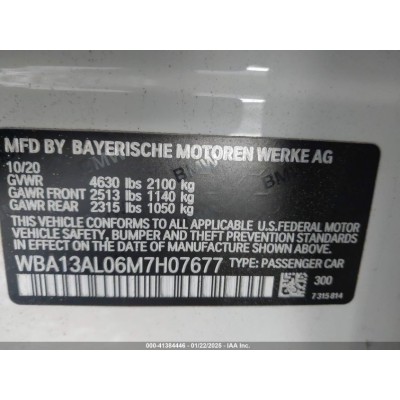 MFD BY BAYERISCHE MOTOREN WERKE AG
10/20
GVWR 4630 lbs 2100 kg
GAWR FRONT 2513 lbs 1140 kg
GAWR REAR 2315 lbs 1050 kg
THIS VEHICLE CONFORMS TO ALL APPLICABLE U.S. FEDERAL MOTOR
VEHICLE SAFETY, BUMPER AND THEFT PREVENTION STANDARDS IN
EFFECT ON THE DATE OF MANUFACTURE SHOWN ABOVE.
WBA13AL06M7H07677 TYPE: PASSENGER CAR
300
7 315 814
000-41384446 - 01/22/2025 - IAA Inc.